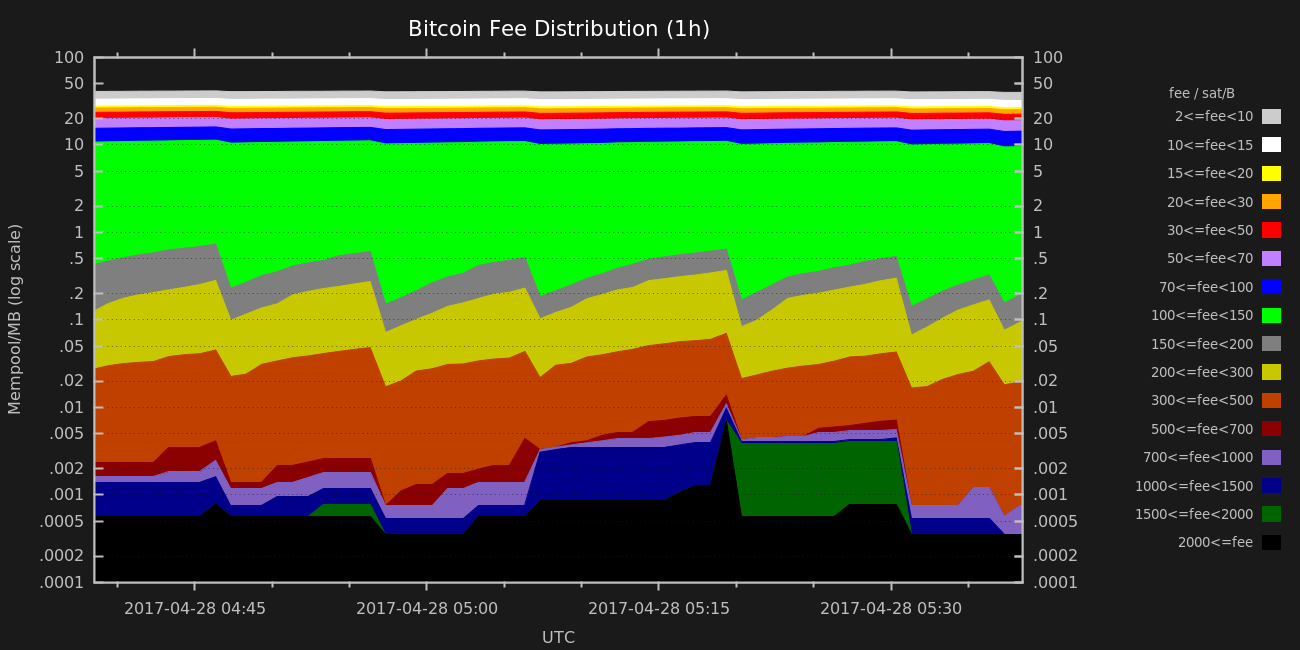 Bitcoin Fee Distribution (1h)
Mempool/MB (log scale)
100
50
20
10
5
2
1
.5
.2
.1
.05
.02
.01
.005
.002
.001
.0005
.0002
.0001
100
50
20
10
5
2
1
.5
.2
.1
.05
.02
.01
.005
.002
.001
.0005
.0002
.0001
2017-04-28 04:45
2017-04-28 05:00
2017-04-28 05:15
2017-04-28 05:30
UTC
fee / sat/B
2<=fee<10
10<=fee<15
15<=fee<20
20<=fee<30
30<=fee<50
50<=fee<70
70<=fee<100
100<=fee<150
150<=fee<200
200<=fee<300
300<=fee<500
500<=fee<700
700<=fee<1000
1000<=fee<1500
1500<=fee<2000
2000<=fee